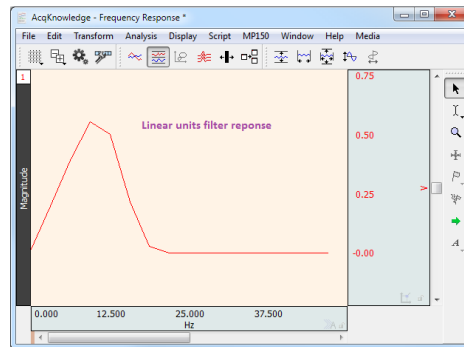 AcqKnowledge - Frequency Response *
File Edit Transform Analysis Display Script MP150 Window Help Media
1
0.75
Linear units filter reponse
0.50
Magnitude
0.25
-0.00
0.000 12.500 25.000 37.500
Hz